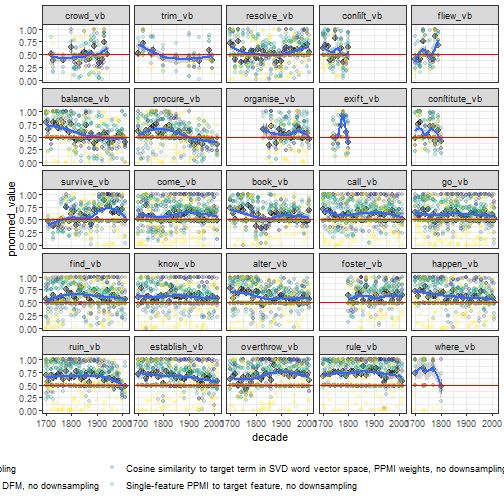 crowd_vb trim_vb resolve_vb confiſt_vb fliew_vb
1.00
0.75
0.50
0.25
0.00
balance_vb procure_vb organise_vb exift_vb conftitute_vb
1.00
0.75
0.50
0.25
0.00
survive_vb come_vb book_vb call_vb go_vb
1.00
0.75
0.50
0.25
0.00
find_vb know_vb alter_vb foster_vb happen_vb
1.00
0.75
0.50
0.25
0.00
ruin_vb establish_vb overthrow_vb rule_vb where_vb
1.00
0.75
0.50
0.25
0.00
pnormed_value
1700 1800 1900 2000 1700 1800 1900 2000 1700 1800 1900 2000 1700 1800 1900 2000 1700 1800 1900 2000
decade
pling Cosine similarity to target term in SVD word vector space, PPMI weights, no downsampling
DFM, no downsampling Single-feature PPMI to target feature, no downsampling